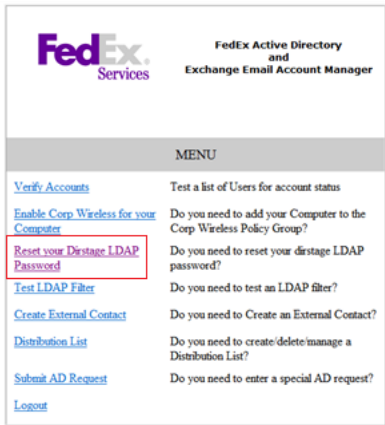 FedEx®
Services
FedEx Active Directory
and
Exchange Email Account Manager
MENU
Verify Accounts Test a list of Users for account status
Enable Corp Wireless for your Do you need to add your Computer to the
Computer Corp Wireless Policy Group?
Reset your Dirstage LDAP Do you need to reset your dirstage LDAP
Password password?
Test LDAP Filter Do you need to test an LDAP filter?
Create External Contact Do you need to Create an External Contact?
Distribution List Do you need to create/delete/manage a
Distribution List?
Submit AD Request Do you need to enter a special AD request?
Logout